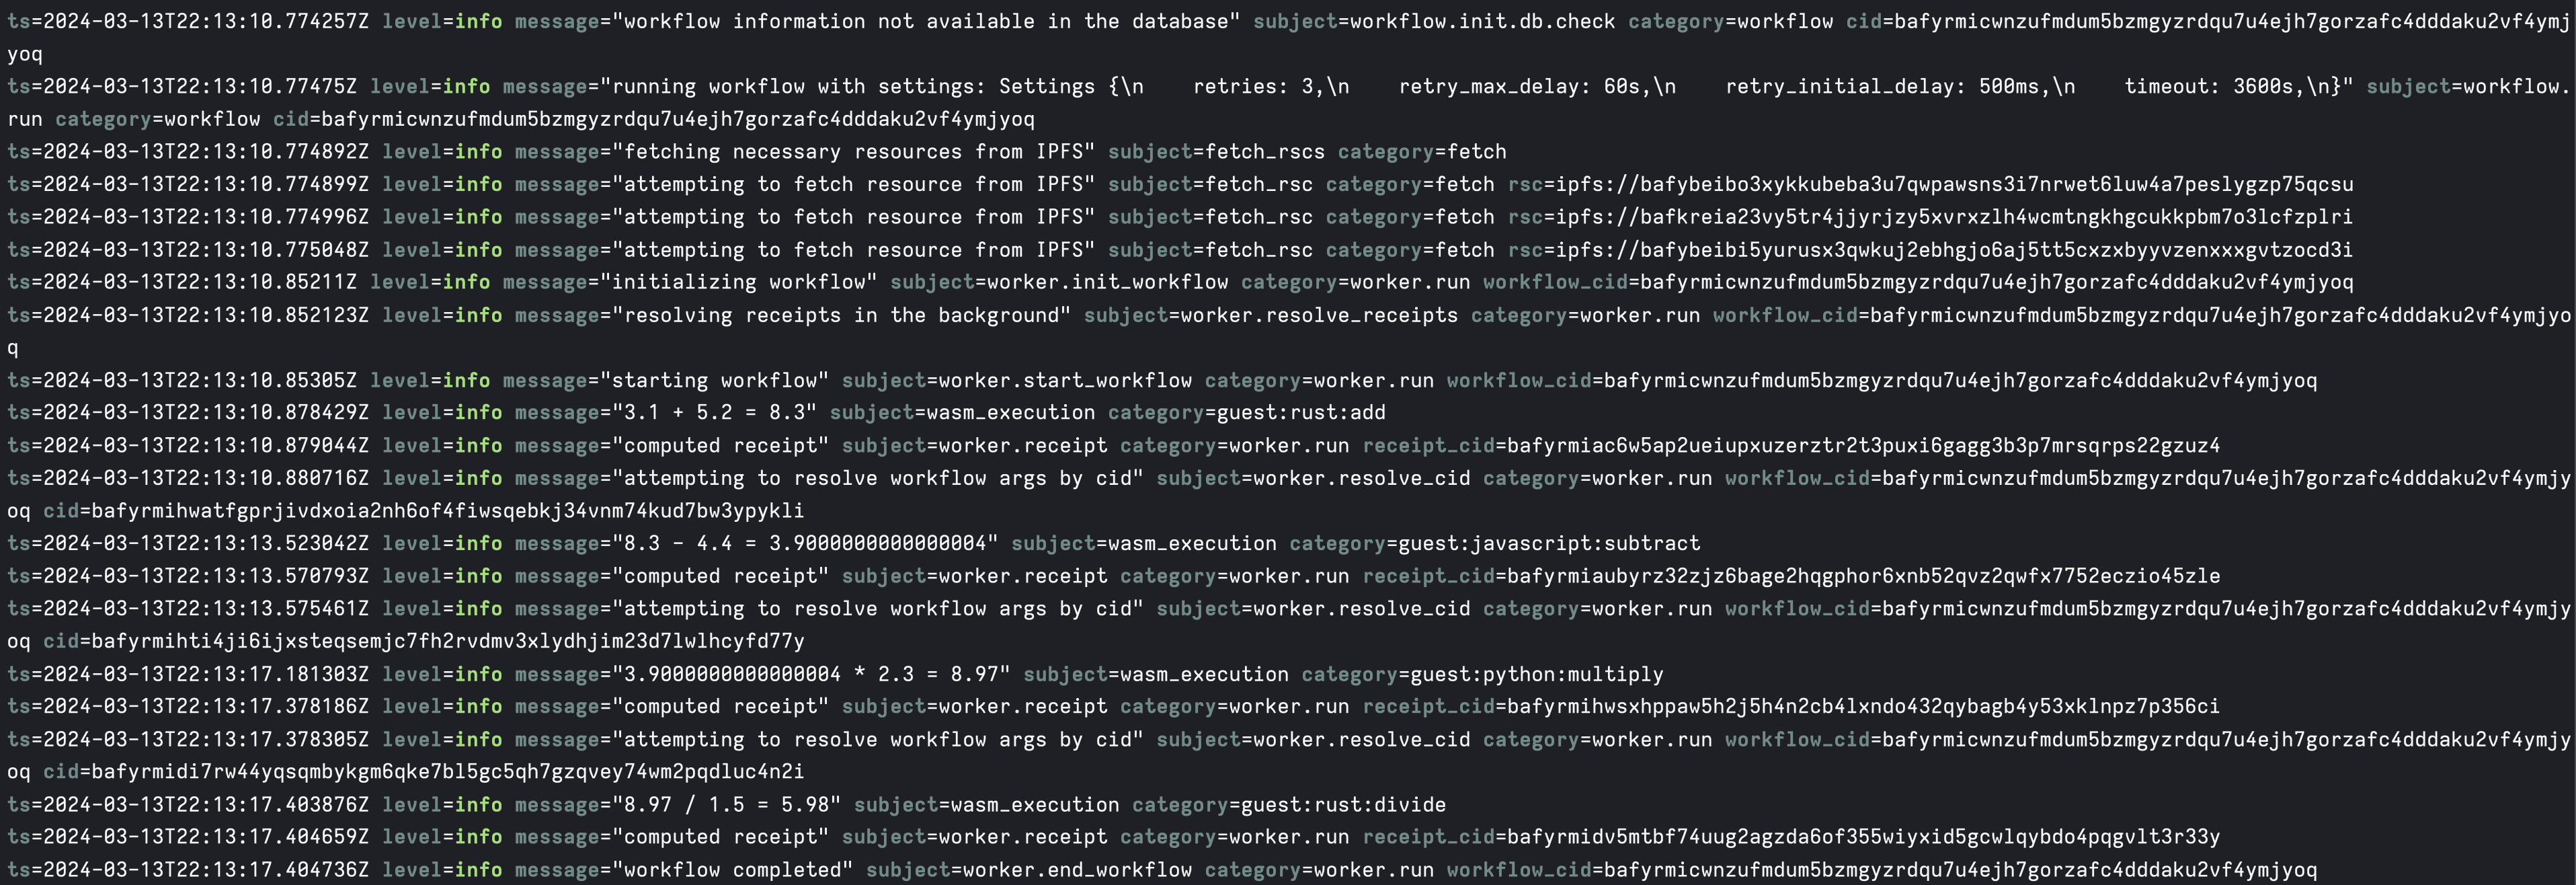 ts=2024-03-13T22:13:10.774257Z level=info message="workflow information not available in the database" subject=workflow.init.db.check category=workflow cid=bafyrmicwnzufmdum5bzmgyzrdqu7u4ejh7gorzafc4dddaku2vf4ymj
yoq
ts=2024-03-13T22:13:10.77475Z level=info message="running workflow with settings: Settings {\n    retries: 3,\n    retry_max_delay: 60s,\n    retry_initial_delay: 500ms,\n    timeout: 3600s,\n}" subject=workflow.
run category=workflow cid=bafyrmicwnzufmdum5bzmgyzrdqu7u4ejh7gorzafc4dddaku2vf4ymjyoq
ts=2024-03-13T22:13:10.774892Z level=info message="fetching necessary resources from IPFS" subject=fetch_rscs category=fetch
ts=2024-03-13T22:13:10.774899Z level=info message="attempting to fetch resource from IPFS" subject=fetch_rsc category=fetch rsc=ipfs://bafybeibo3xykkubeba3u7qwpawsns3i7nrwet6luw4a7peslygzp75qcsu
ts=2024-03-13T22:13:10.774996Z level=info message="attempting to fetch resource from IPFS" subject=fetch_rsc category=fetch rsc=ipfs://bafkreia23vy5tr4jjyrjzy5xvrxzlh4wcmtngkhgcukkpbm7o3lcfzplri
ts=2024-03-13T22:13:10.775048Z level=info message="attempting to fetch resource from IPFS" subject=fetch_rsc category=fetch rsc=ipfs://bafybeibi5yurusx3qwkuj2ebhgjo6aj5tt5cxzxbyyvzenxxxgvtzocd3i
ts=2024-03-13T22:13:10.85211Z level=info message="initializing workflow" subject=worker.init_workflow category=worker.run workflow_cid=bafyrmicwnzufmdum5bzmgyzrdqu7u4ejh7gorzafc4dddaku2vf4ymjyoq
ts=2024-03-13T22:13:10.852123Z level=info message="resolving receipts in the background" subject=worker.resolve_receipts category=worker.run workflow_cid=bafyrmicwnzufmdum5bzmgyzrdqu7u4ejh7gorzafc4dddaku2vf4ymjyo
q
ts=2024-03-13T22:13:10.85305Z level=info message="starting workflow" subject=worker.start_workflow category=worker.run workflow_cid=bafyrmicwnzufmdum5bzmgyzrdqu7u4ejh7gorzafc4dddaku2vf4ymjyoq
ts=2024-03-13T22:13:10.878429Z level=info message="3.1 + 5.2 = 8.3" subject=wasm_execution category=guest:rust:add
ts=2024-03-13T22:13:10.879044Z level=info message="computed receipt" subject=worker.receipt category=worker.run receipt_cid=bafyrmiac6w5ap2ueiupxuzerztr2t3puxi6gagg3b3p7mrsqrps22gzuz4
ts=2024-03-13T22:13:10.880716Z level=info message="attempting to resolve workflow args by cid" subject=worker.resolve_cid category=worker.run workflow_cid=bafyrmicwnzufmdum5bzmgyzrdqu7u4ejh7gorzafc4dddaku2vf4ymjy
oq cid=bafyrmihwatfgprjivdxoia2nh6of4fiwsqebkj34vnm74kud7bw3ypykli
ts=2024-03-13T22:13:13.523042Z level=info message="8.3 - 4.4 = 3.9000000000000004" subject=wasm_execution category=guest:javascript:subtract
ts=2024-03-13T22:13:13.570793Z level=info message="computed receipt" subject=worker.receipt category=worker.run receipt_cid=bafyrmiaubyrz32zjz6bage2hqgphor6xnb52qvz2qwfx7752eczio45zle
ts=2024-03-13T22:13:13.575461Z level=info message="attempting to resolve workflow args by cid" subject=worker.resolve_cid category=worker.run workflow_cid=bafyrmicwnzufmdum5bzmgyzrdqu7u4ejh7gorzafc4dddaku2vf4ymjy
oq cid=bafyrmihti4ji6ijxsteqsemjc7fh2rvdmv3xlydhjim23d7lwlhcyfd77y
ts=2024-03-13T22:13:17.181303Z level=info message="3.9000000000000004 * 2.3 = 8.97" subject=wasm_execution category=guest:python:multiply
ts=2024-03-13T22:13:17.378186Z level=info message="computed receipt" subject=worker.receipt category=worker.run receipt_cid=bafyrmihwsxhppaw5h2j5h4n2cb4lxndo432qybagb4y53xklnpz7p356ci
ts=2024-03-13T22:13:17.378305Z level=info message="attempting to resolve workflow args by cid" subject=worker.resolve_cid category=worker.run workflow_cid=bafyrmicwnzufmdum5bzmgyzrdqu7u4ejh7gorzafc4dddaku2vf4ymjy
oq cid=bafyrmidi7rw44yqsqmbykgm6qke7bl5gc5qh7gzqvey74wm2pqdluc4n2i
ts=2024-03-13T22:13:17.403876Z level=info message="8.97 / 1.5 = 5.98" subject=wasm_execution category=guest:rust:divide
ts=2024-03-13T22:13:17.404659Z level=info message="computed receipt" subject=worker.receipt category=worker.run receipt_cid=bafyrmidv5mtbf74uug2agzda6of355wiyxid5gcwlqybdo4pqgvlt3r33y
ts=2024-03-13T22:13:17.404736Z level=info message="workflow completed" subject=worker.end_workflow category=worker.run workflow_cid=bafyrmicwnzufmdum5bzmgyzrdqu7u4ejh7gorzafc4dddaku2vf4ymjyoq